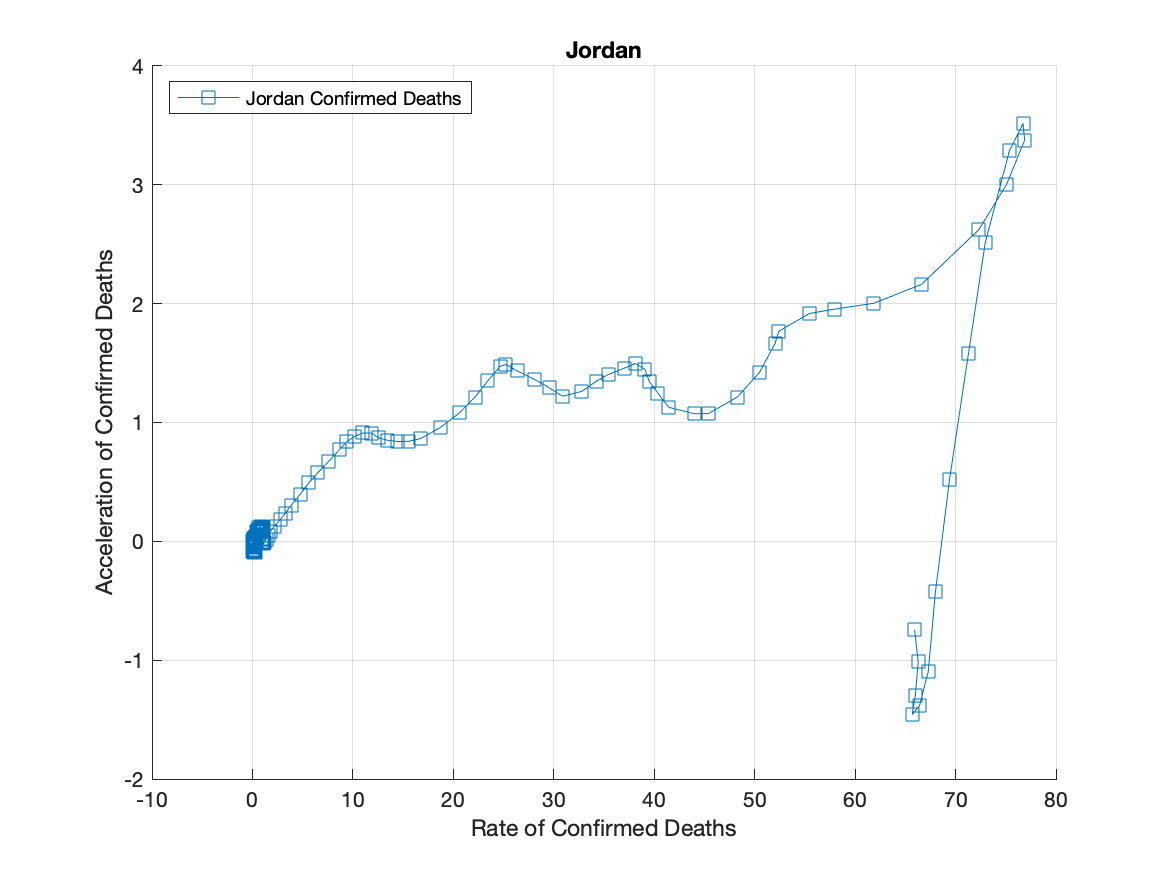 Jordan
Jordan Confirmed Deaths
4
3
2
1
0
-1
-2
-10 0 10 20 30 40 50 60 70 80
Rate of Confirmed Deaths
Acceleration of Confirmed Deaths